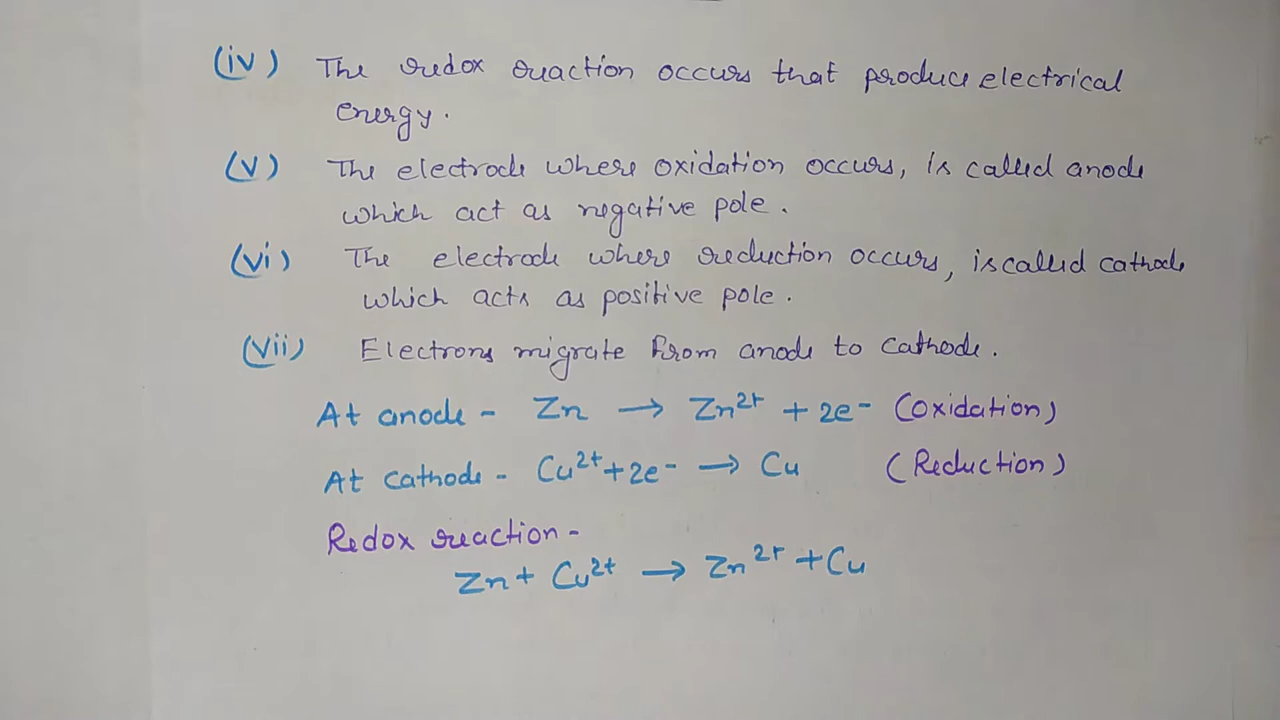 (iv) The redox reaction occurs that produce electrical
energy.
(v) The electrode where oxidation occurs, is called anode
which act as negative pole.
(vi) The electrode where reduction occurs, is called cathode
which acts as positive pole.
(vii) Electrons migrate from anode to cathode.
At anode - Zn → Zn²⁺ + 2e⁻ (Oxidation)
At cathode - Cu²⁺ + 2e⁻ → Cu (Reduction)
Redox reaction -
Zn + Cu²⁺ → Zn²⁺ + Cu